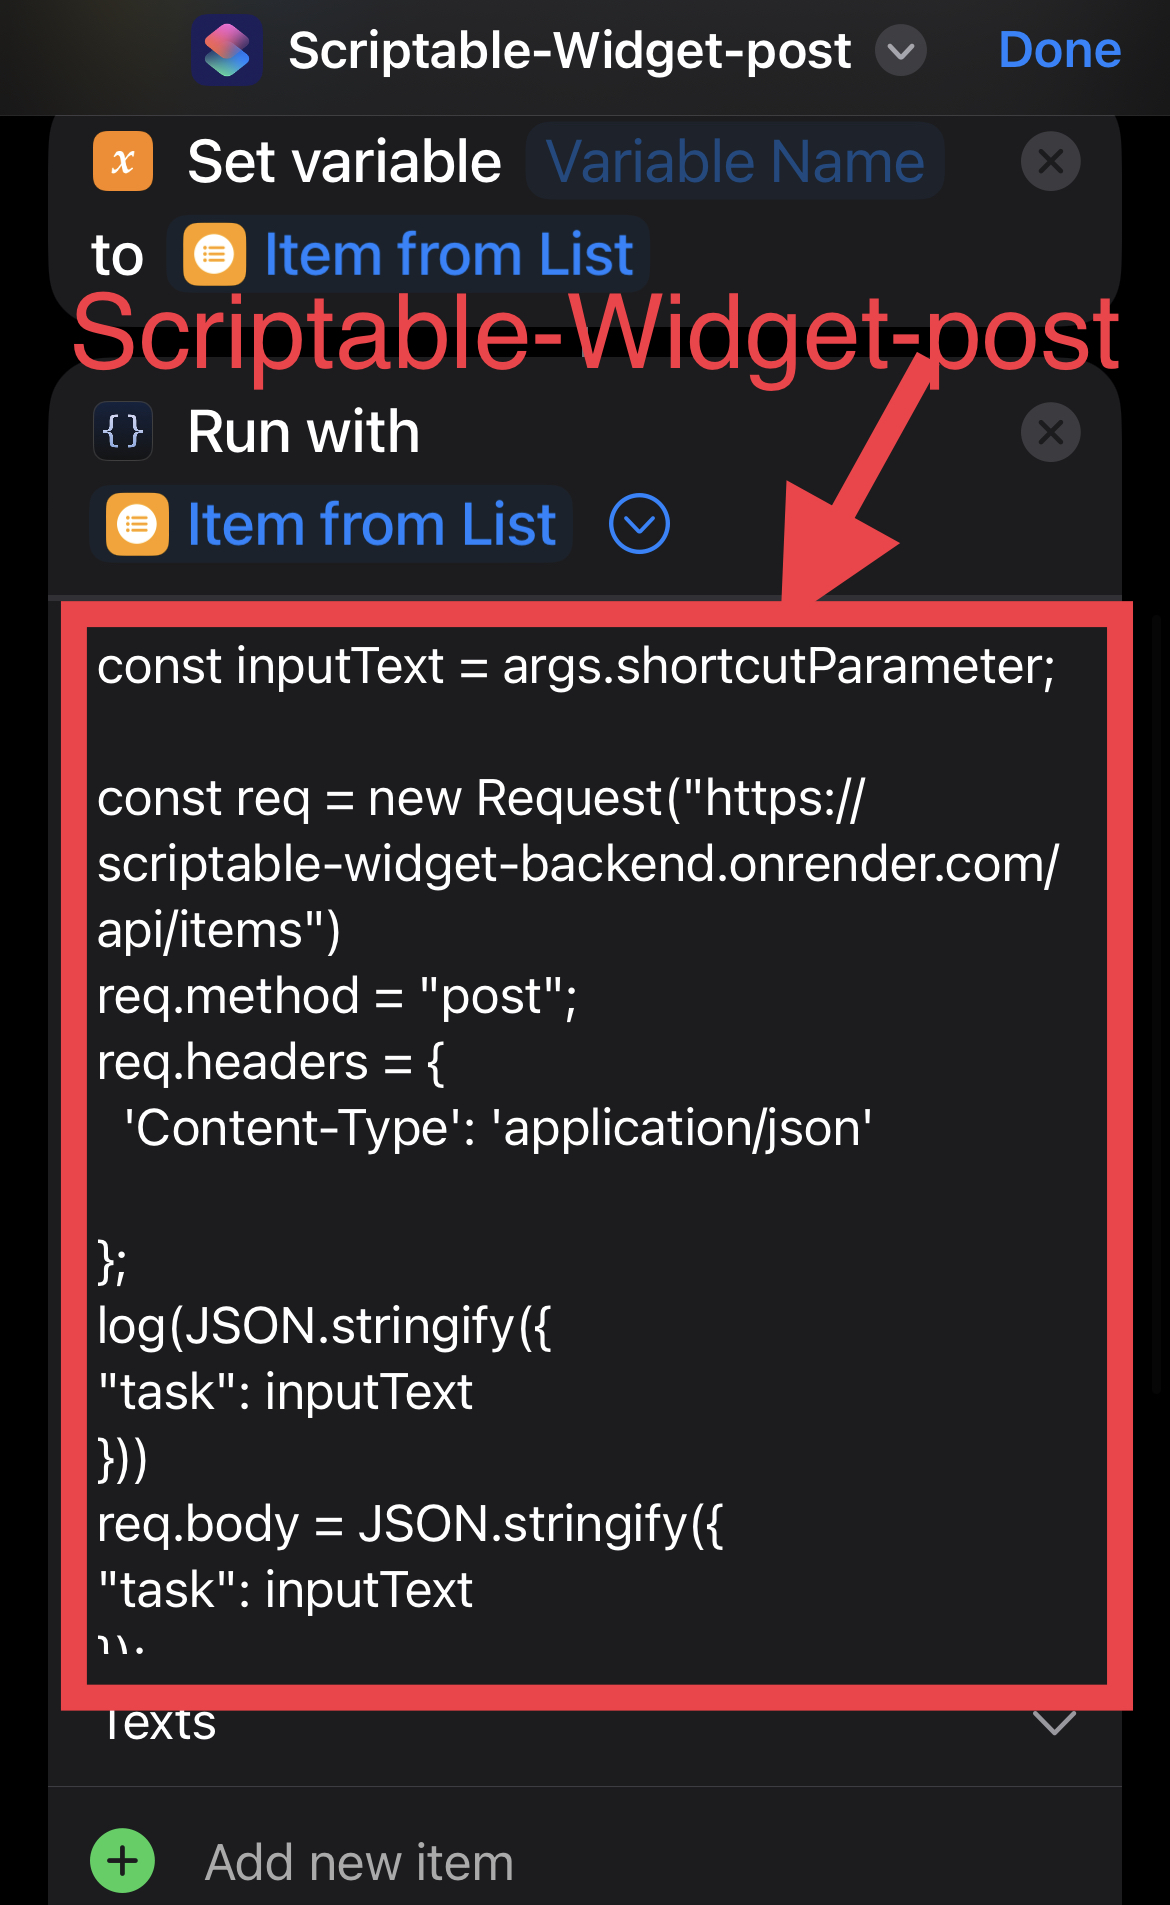 Scriptable-Widget-post
Done
x
Set variable Variable Name
to Item from List
Scriptable-Widget-post
{} Run with
Item from List
const inputText = args.shortcutParameter;
const req = new Request("https://
scriptable-widget-backend.onrender.com/
api/items")
req.method = "post";
req.headers = {
'Content-Type': 'application/json'
};
log(JSON.stringify({
"task": inputText
}))
req.body = JSON.stringify({
"task": inputText
Texts
Add new item